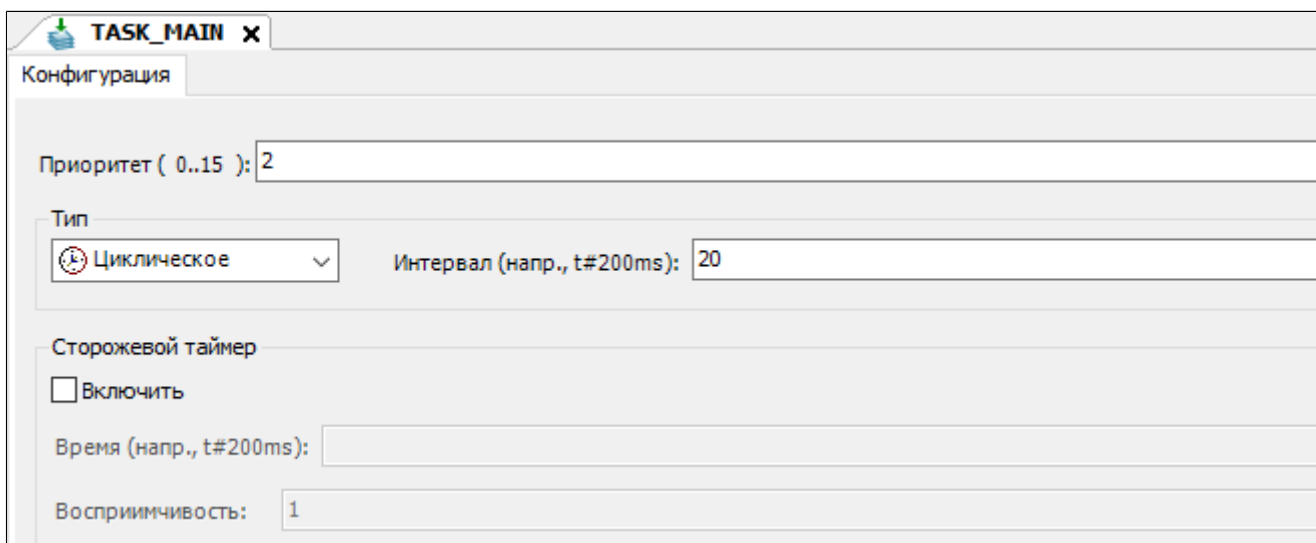 TASK_MAIN
Конфигурация
Приоритет ( 0..15 ): 2
Тип
Циклическое Интервал (напр., t#200ms): 20
Сторожевой таймер
Включить
Время (напр., t#200ms):
Восприимчивость: 1